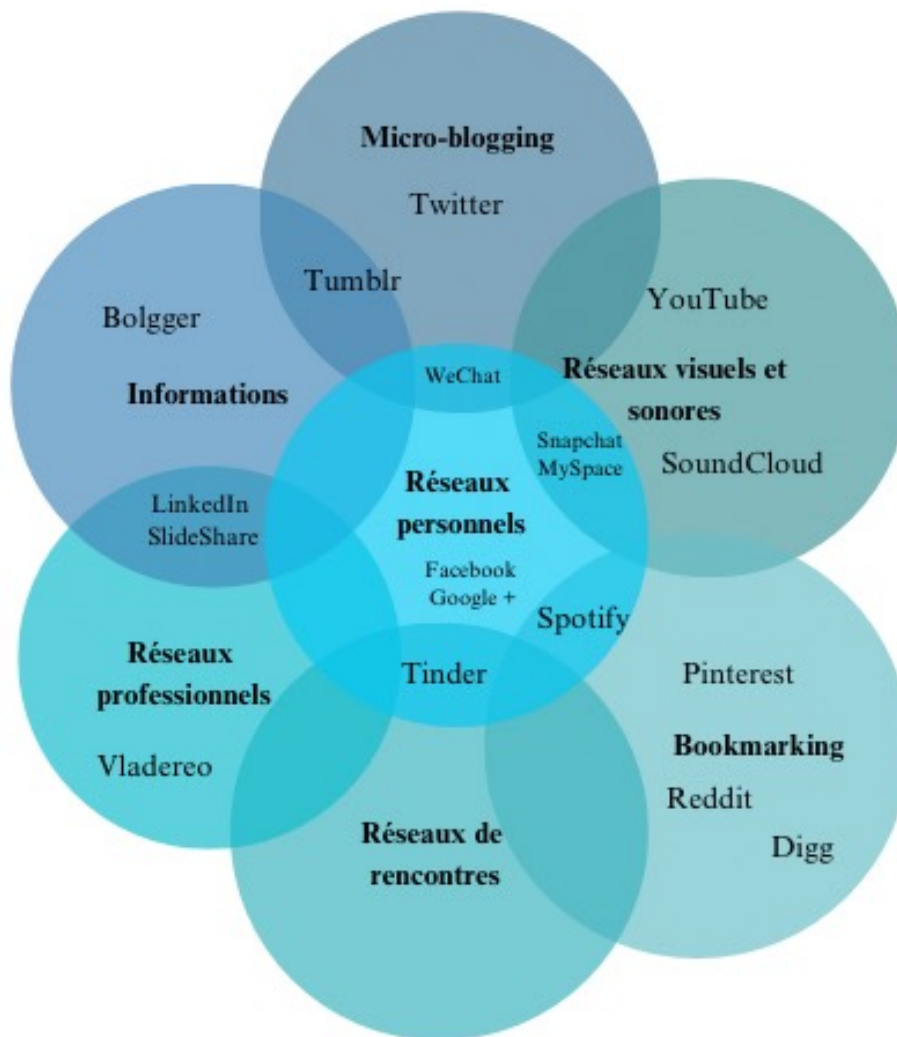 Micro-blogging
Twitter
Tumblr
YouTube
Bolgger
WeChat
Réseaux visuels et
sonores
Informations
Snapchat
MySpace
SoundCloud
Réseaux
personnels
LinkedIn
SlideShare
Facebook
Google +
Spotify
Réseaux
professionnels
Tinder
Pinterest
Bookmarking
Vladereo
Reddit
Réseaux de
rencontres
Digg